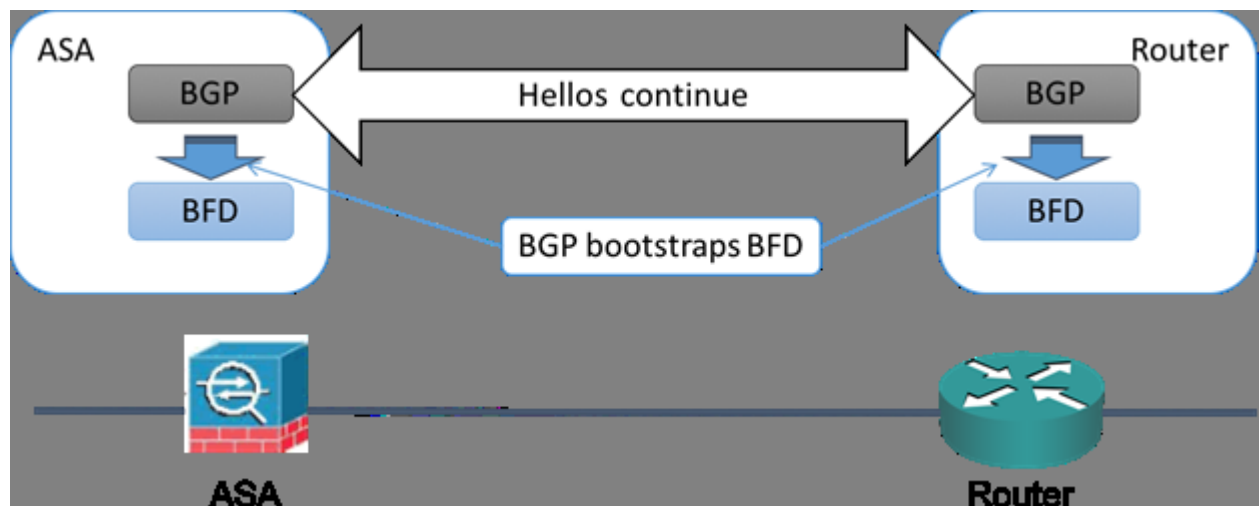 ASA
Router
BGP
Hellos continue
BGP
BFD
BFD
BGP bootstraps BFD
ASA
Router